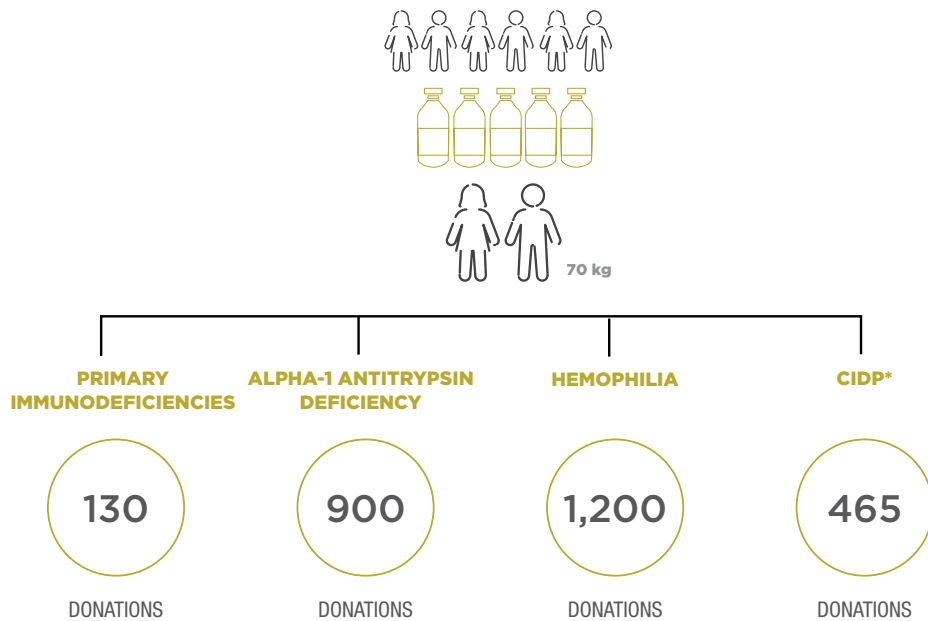 70 kg
PRIMARY
IMMUNODEFICIENCIES
ALPHA-1 ANTITRYPSIN
DEFICIENCY
HEMOPHILIA
CIDP*
130
900
1,200
465
DONATIONS
DONATIONS
DONATIONS
DONATIONS